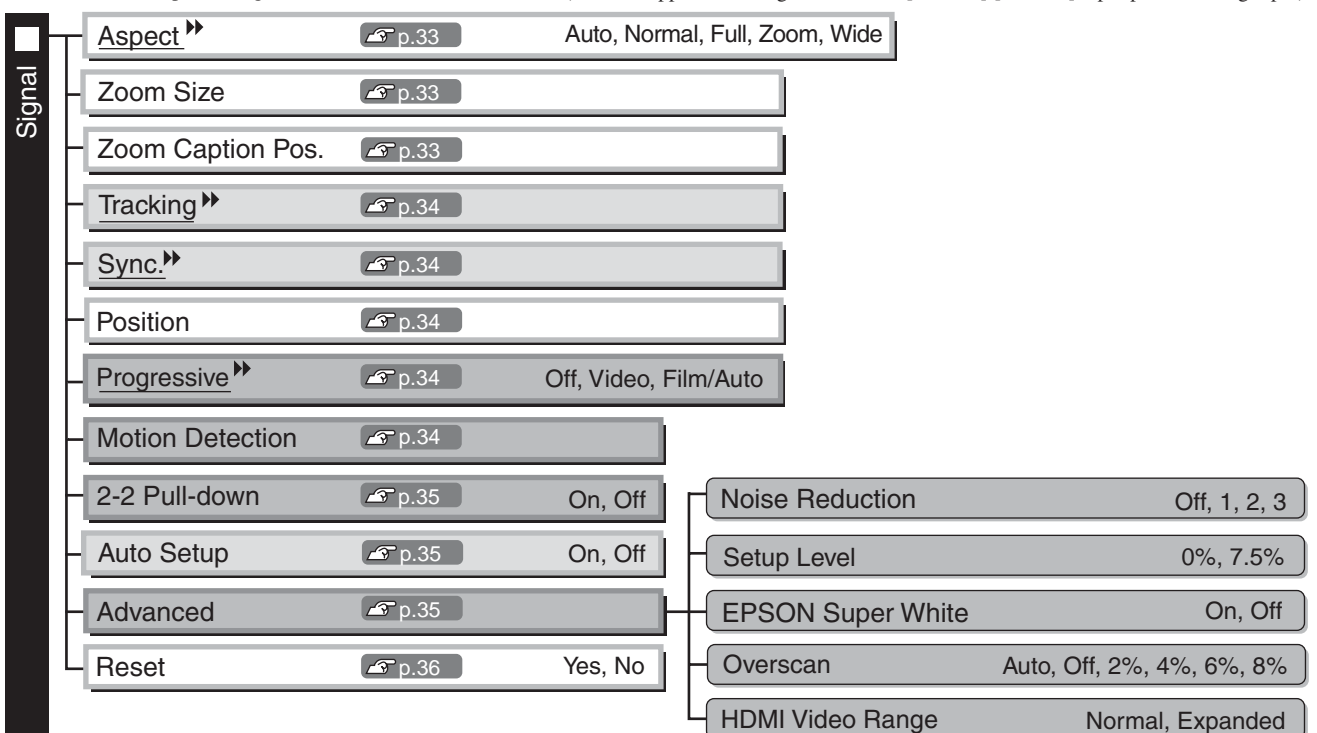 Signal
Aspect p.33 Auto, Normal, Full, Zoom, Wide
Zoom Size p.33
Zoom Caption Pos. p.33
Tracking p.34
Sync. p.34
Position p.34
Progressive p.34 Off, Video, Film/Auto
Motion Detection p.34
2-2 Pull-down p.35 On, Off
Auto Setup p.35 On, Off
Advanced p.35
Reset p.36 Yes, No
Noise Reduction Off, 1, 2, 3
Setup Level 0%, 7.5%
EPSON Super White On, Off
Overscan Auto, Off, 2%, 4%, 6%, 8%
HDMI Video Range Normal, Expanded